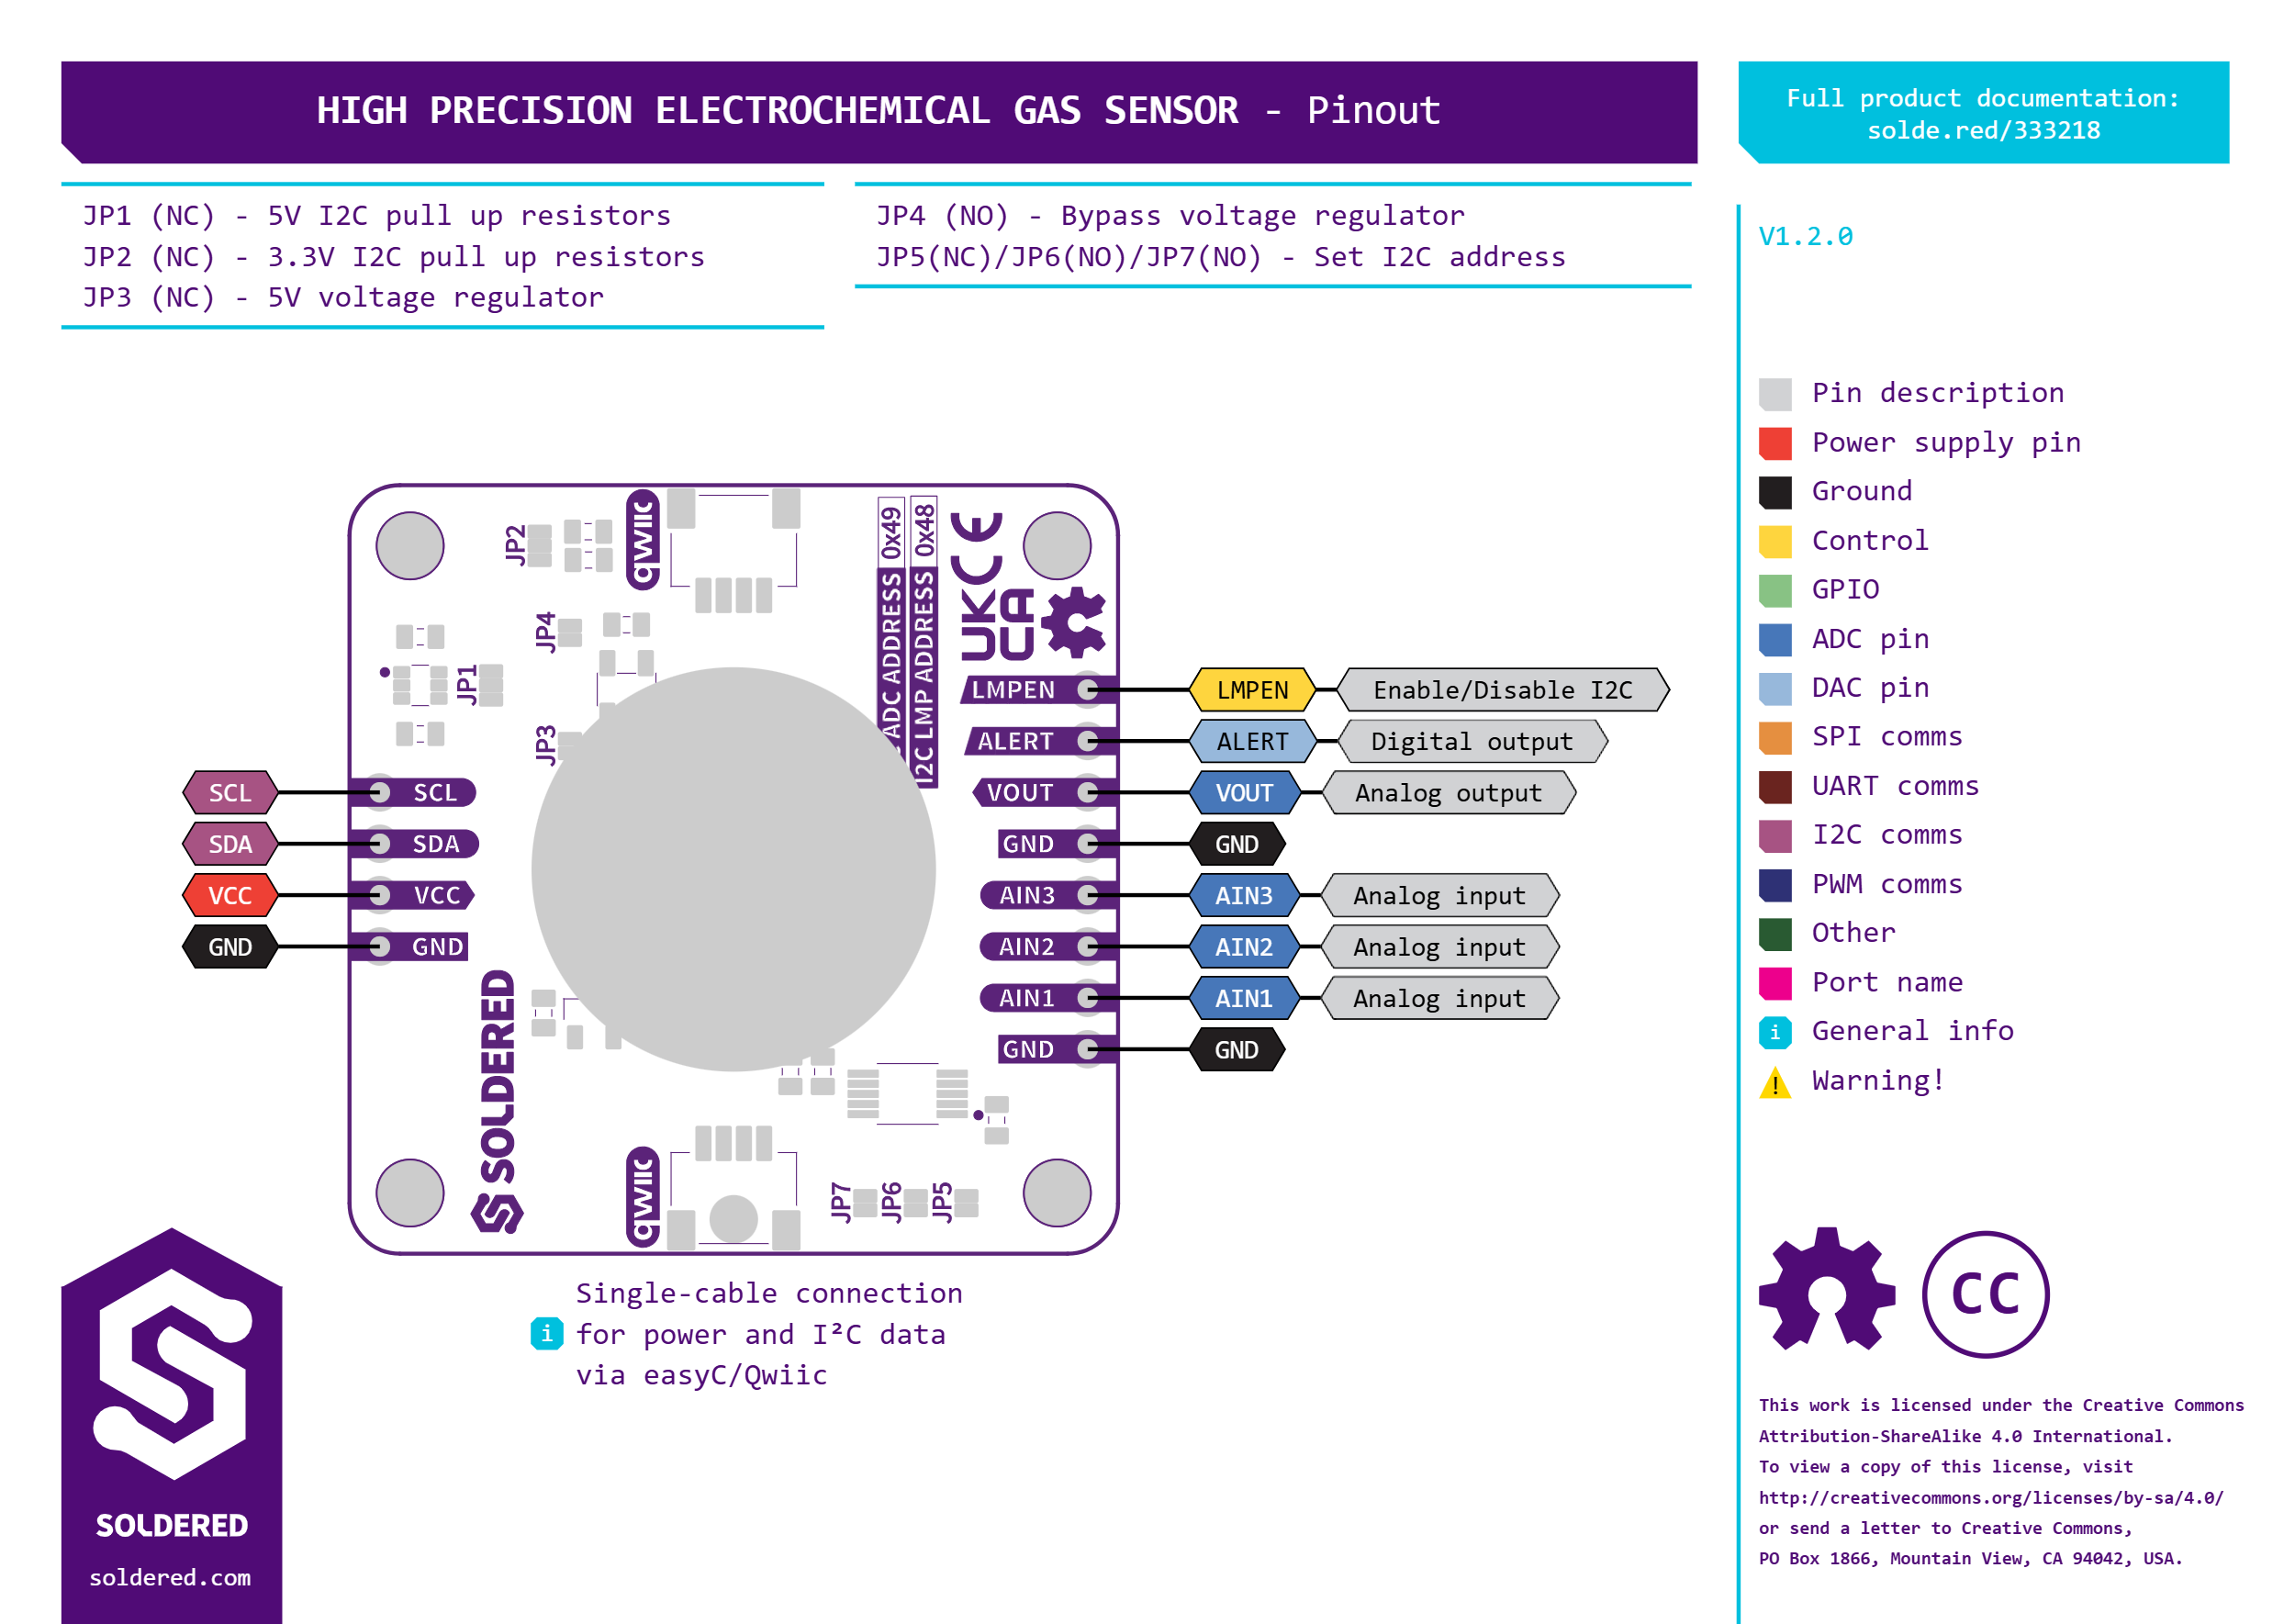 HIGH PRECISION ELECTROCHEMICAL GAS SENSOR - Pinout
Full product documentation:
solde.red/333218
JP1 (NC) - 5V I2C pull up resistors
JP2 (NC) - 3.3V I2C pull up resistors
JP3 (NC) - 5V voltage regulator
JP4 (NO) - Bypass voltage regulator
JP5(NC)/JP6(NO)/JP7(NO) - Set I2C address
V1.2.0
Pin description
Power supply pin
Ground
Control
GPIO
ADC pin
DAC pin
SPI comms
UART comms
I2C comms
PWM comms
Other
Port name
i General info
! Warning!
JP2
qwiic
JP4
JP1
JP3
ADC ADDRESS 0x49
I2C LMP ADDRESS 0x48
CE
UK
CA
SCL SCL
SDA SDA
VCC VCC
GND GND
LMPEN LMPEN Enable/Disable I2C
ALERT ALERT Digital output
VOUT VOUT Analog output
GND GND
AIN3 AIN3 Analog input
AIN2 AIN2 Analog input
AIN1 AIN1 Analog input
GND GND
SOLDERED
qwiic
JP7
JP6
JP5
Single-cable connection
i for power and I²C data
via easyC/Qwiic
SOLDERED
soldered.com
CC
This work is licensed under the Creative Commons
Attribution-ShareAlike 4.0 International.
To view a copy of this license, visit
http://creativecommons.org/licenses/by-sa/4.0/
or send a letter to Creative Commons,
PO Box 1866, Mountain View, CA 94042, USA.